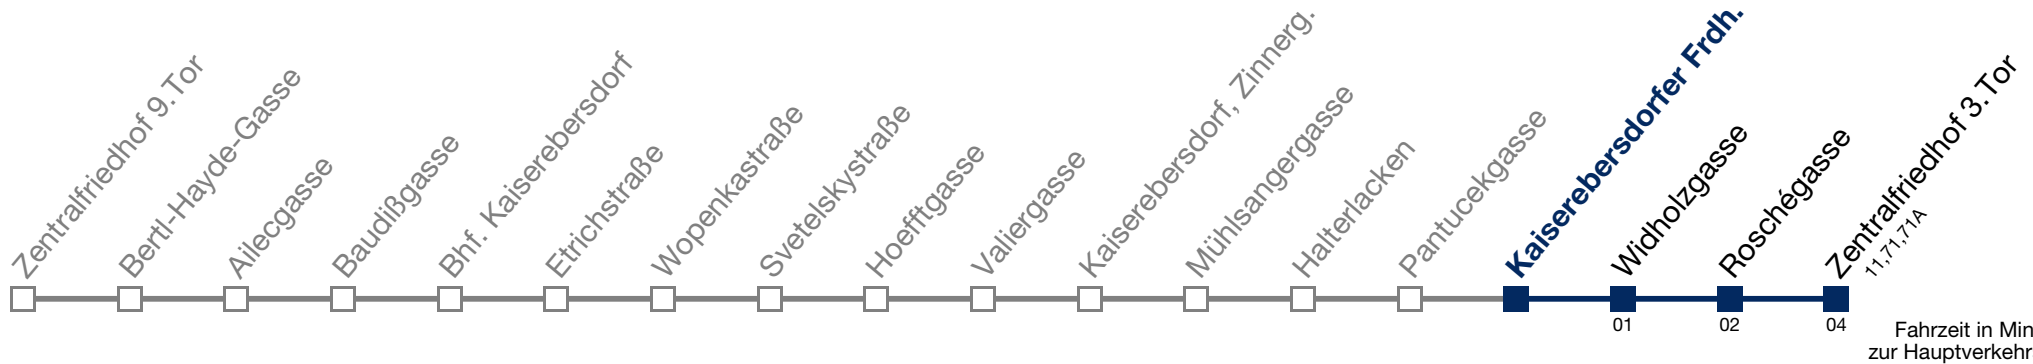 Zentralfriedhof 9.Tor
Bertl-Hayde-Gasse
Ailecgasse
Baudißgasse
Bhf. Kaiserebersdorf
Etrichstraße
Wopenkastraße
Svetelskystraße
Hoefftgasse
Valiergasse
Kaiserebersdorf, Zinnerg.
Mühlsangergasse
Halterlacken
Pantucekgasse
Kaiserebersdorfer Frdh.
Widholzgasse
Roschégasse
Zentralfriedhof 3.Tor
11,71,71A
01
02
04
Fahrzeit in Min
zur Hauptverkehr